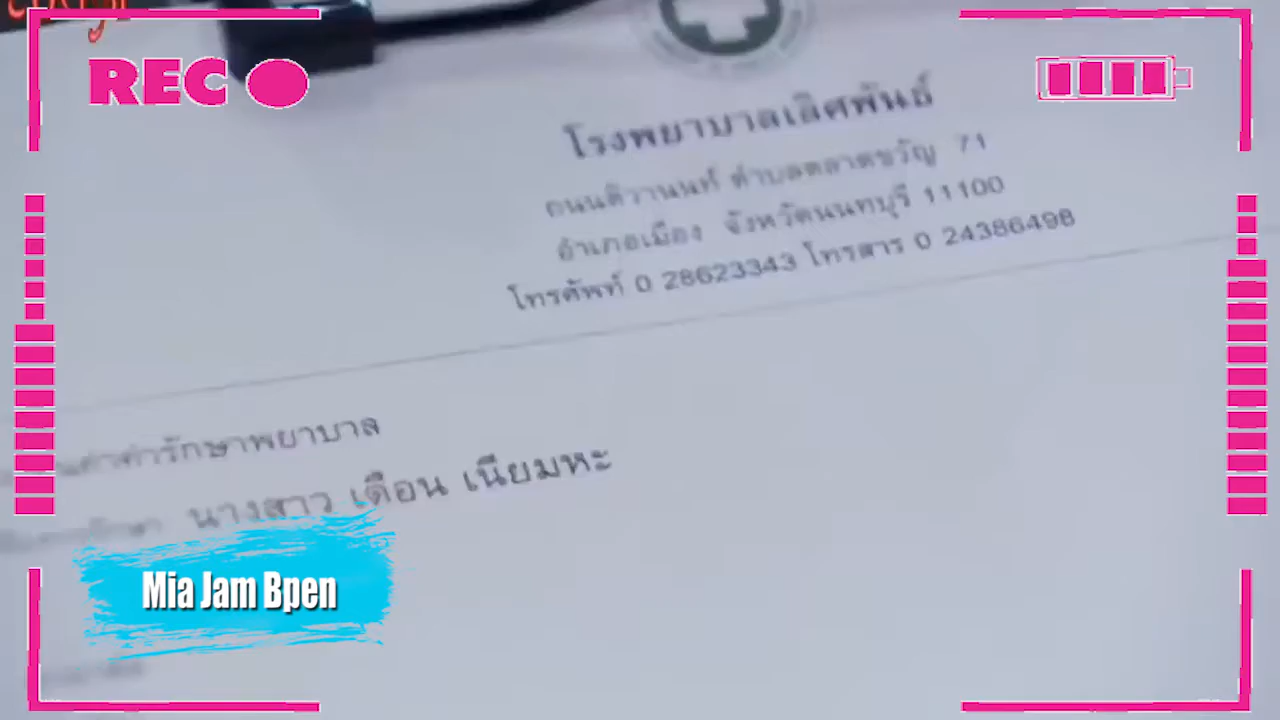 REC
โรงพยาบาลเลิศพันธ์
ถนนติวานนท์ ตำบลตลาดขวัญ 71
อำเภอเมือง จังหวัดนนทบุรี 11100
โทรศัพท์ 0 28623343 โทรสาร 0 24386498
ค่ารักษาพยาบาล
นางสาว เดือน เนียมหะ
Mia Jam Bpen